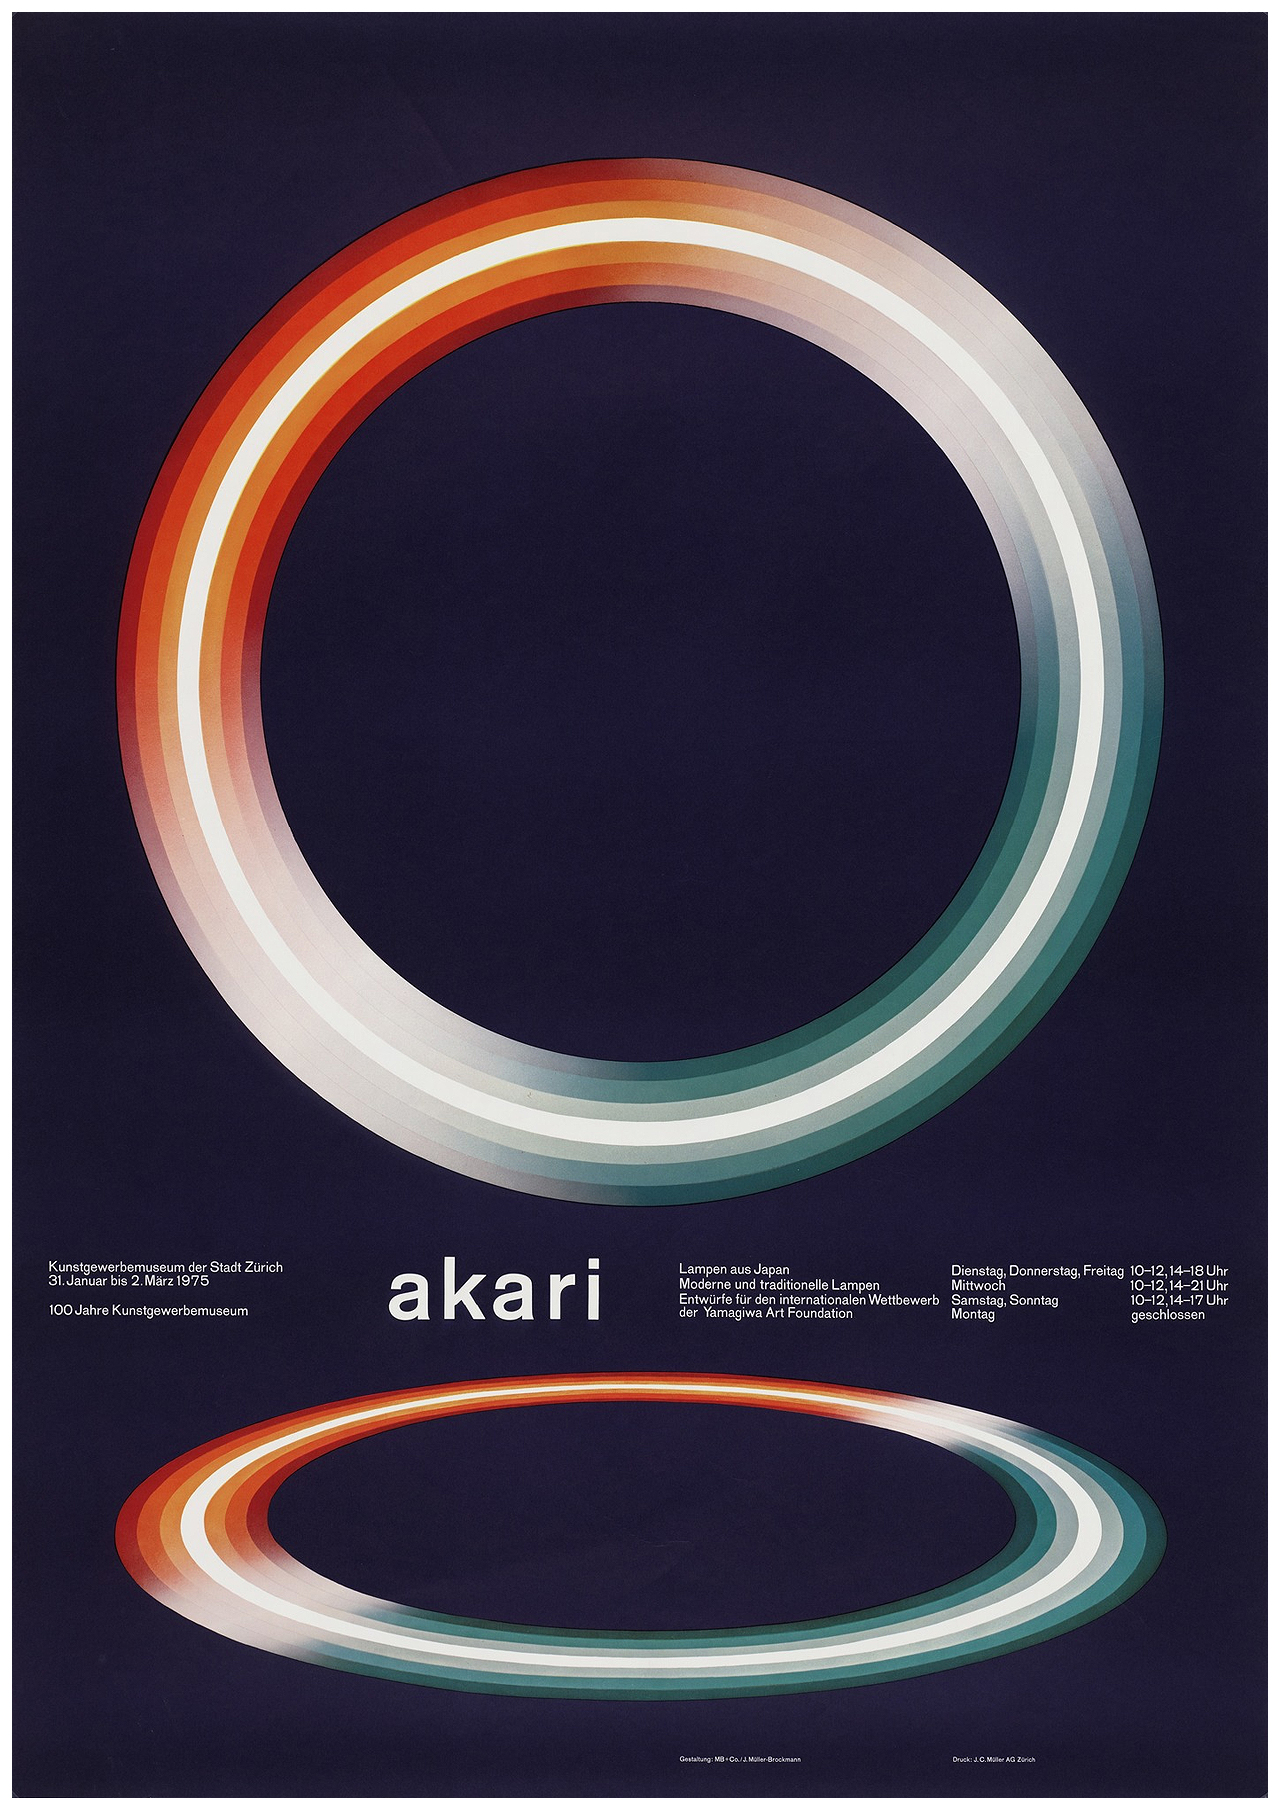 Kunstgewerbemuseum der Stadt Zürich
31. Januar bis 2. März 1975
100 Jahre Kunstgewerbemuseum
akari
Lampen aus Japan
Moderne und traditionelle Lampen
Entwürfe für den internationalen Wettbewerb
der Yamagiwa Art Foundation
Dienstag, Donnerstag, Freitag 10–12, 14–18 Uhr
Mittwoch 10–12, 14–21 Uhr
Samstag, Sonntag 10–12, 14–17 Uhr
Montag geschlossen
Gestaltung: MB+Co./J. Müller-Brockmann
Druck: J. C. Müller AG Zürich